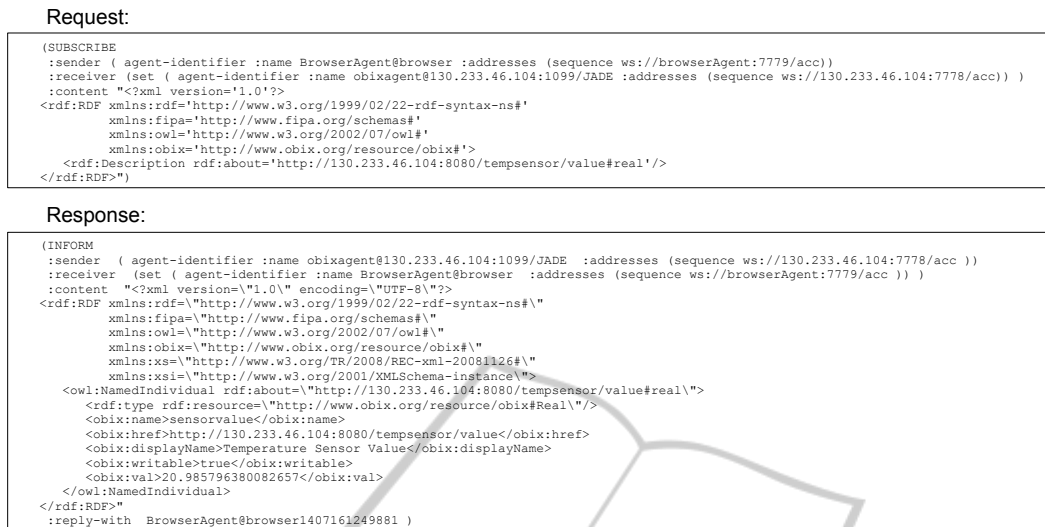 Request:
(SUBSCRIBE
:sender ( agent-identifier :name BrowserAgent@browser :addresses (sequence ws://browserAgent:7779/acc))
:receiver (set ( agent-identifier :name obixagent@130.233.46.104:1099/JADE :addresses (sequence ws://130.233.46.104:7778/acc)) )
:content "<?xml version='1.0'?>
<rdf:RDF xmlns:rdf='http://www.w3.org/1999/02/22-rdf-syntax-ns#'
xmlns:fipa='http://www.fipa.org/schemas#'
xmlns:owl='http://www.w3.org/2002/07/owl#'
xmlns:obix='http://www.obix.org/resource/obix#'>
<rdf:Description rdf:about='http://130.233.46.104:8080/tempsensor/value#real'/>
</rdf:RDF>")
Response:
(INFORM
:sender ( agent-identifier :name obixagent@130.233.46.104:1099/JADE :addresses (sequence ws://130.233.46.104:7778/acc ))
:receiver (set ( agent-identifier :name BrowserAgent@browser :addresses (sequence ws://browserAgent:7779/acc )) )
:content "<?xml version=\"1.0\" encoding=\"UTF-8\"?>
<rdf:RDF xmlns:rdf=\"http://www.w3.org/1999/02/22-rdf-syntax-ns#\"
xmlns:fipa=\"http://www.fipa.org/schemas#\"
xmlns:owl=\"http://www.w3.org/2002/07/owl#\"
xmlns:obix=\"http://www.obix.org/resource/obix#\"
xmlns:xs=\"http://www.w3.org/TR/2008/REC-xml-20081126#\"
xmlns:xsi=\"http://www.w3.org/2001/XMLSchema-instance\">
<owl:NamedIndividual rdf:about=\"http://130.233.46.104:8080/tempsensor/value#real\">
<rdf:type rdf:resource=\"http://www.obix.org/resource/obix#Real\"/>
<obix:name>sensorvalue</obix:name>
<obix:href>http://130.233.46.104:8080/tempsensor/value</obix:href>
<obix:displayName>Temperature Sensor Value</obix:displayName>
<obix:writable>true</obix:writable>
<obix:val>20.985796380082657</obix:val>
</owl:NamedIndividual>
</rdf:RDF>"
:reply-with BrowserAgent@browser1407161249881 )